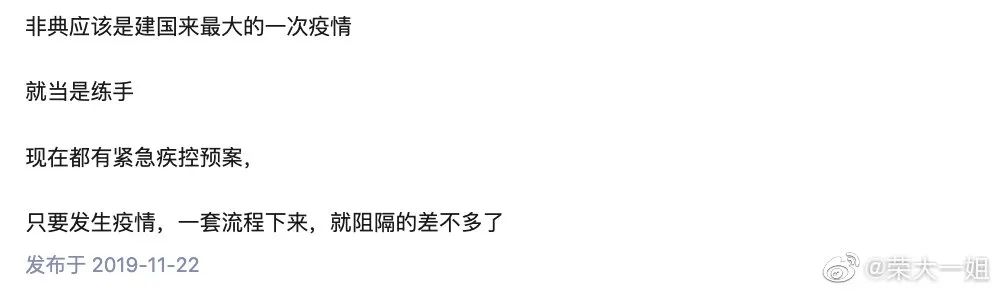 非典应该是建国来最大的一次疫情
就当是练手
现在都有紧急疾控预案，
只要发生疫情，一套流程下来，就阻隔的差不多了
发布于 2019-11-22
@荣大一姐